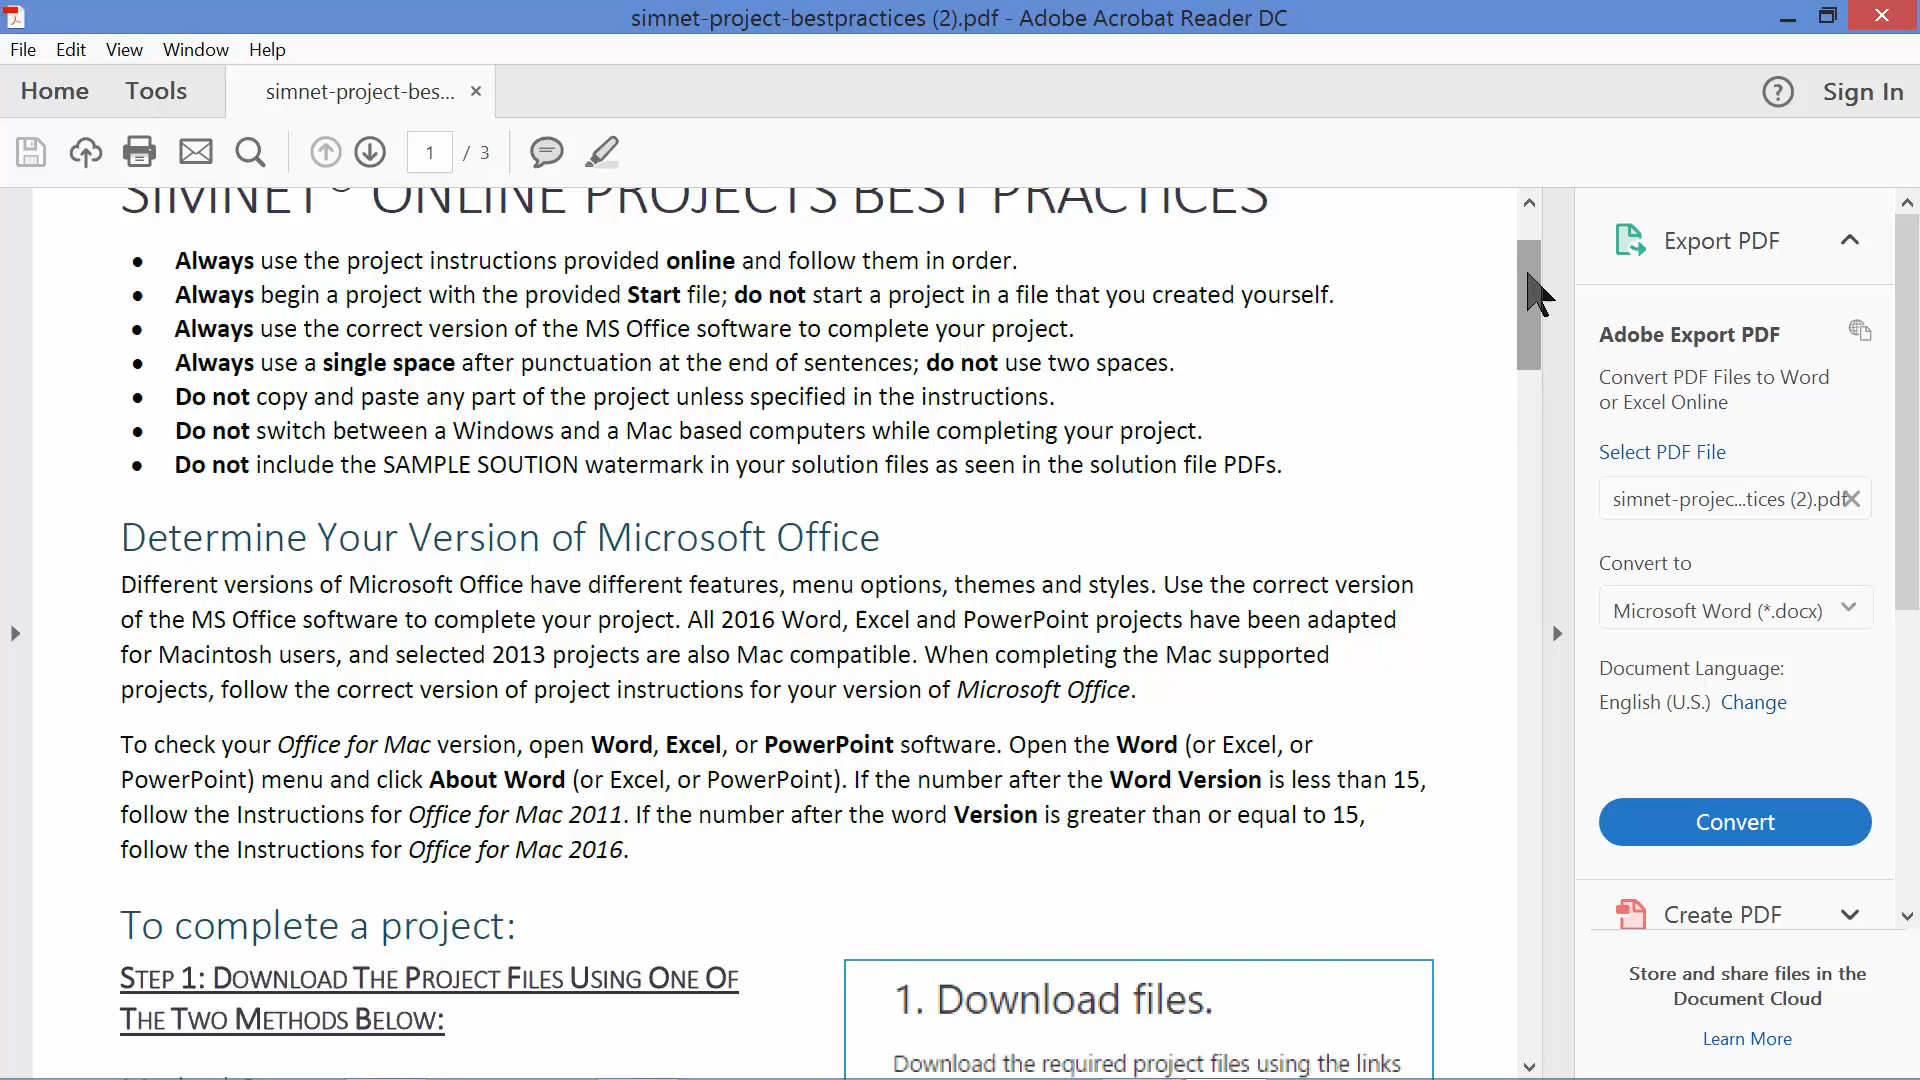 simnet-project-bestpractices (2).pdf - Adobe Acrobat Reader DC
File Edit View Window Help
Home Tools simnet-project-bes... × ? Sign In
1 / 3
SIMNET® ONLINE PROJECTS BEST PRACTICES
• Always use the project instructions provided online and follow them in order.
• Always begin a project with the provided Start file; do not start a project in a file that you created yourself.
• Always use the correct version of the MS Office software to complete your project.
• Always use a single space after punctuation at the end of sentences; do not use two spaces.
• Do not copy and paste any part of the project unless specified in the instructions.
• Do not switch between a Windows and a Mac based computers while completing your project.
• Do not include the SAMPLE SOUTION watermark in your solution files as seen in the solution file PDFs.
Determine Your Version of Microsoft Office
Different versions of Microsoft Office have different features, menu options, themes and styles. Use the correct version
of the MS Office software to complete your project. All 2016 Word, Excel and PowerPoint projects have been adapted
for Macintosh users, and selected 2013 projects are also Mac compatible. When completing the Mac supported
projects, follow the correct version of project instructions for your version of Microsoft Office.
To check your Office for Mac version, open Word, Excel, or PowerPoint software. Open the Word (or Excel, or
PowerPoint) menu and click About Word (or Excel, or PowerPoint). If the number after the Word Version is less than 15,
follow the Instructions for Office for Mac 2011. If the number after the word Version is greater than or equal to 15,
follow the Instructions for Office for Mac 2016.
To complete a project:
STEP 1: DOWNLOAD THE PROJECT FILES USING ONE OF
THE TWO METHODS BELOW:
1. Download files.
Download the required project files using the links
Export PDF
Adobe Export PDF
Convert PDF Files to Word
or Excel Online
Select PDF File
simnet-projec...tices (2).pdf
Convert to
Microsoft Word (*.docx)
Document Language:
English (U.S.) Change
Convert
Create PDF
Store and share files in the
Document Cloud
Learn More